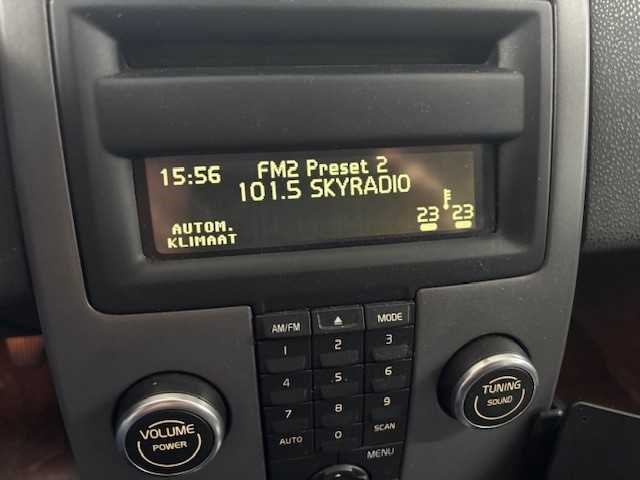 15:56 FM2 Preset 2
101.5 SKYRADIO
23 23
AUTOM.
KLIMAAT
AM/FM MODE
1 2 3
4 5 6
7 8 9
AUTO 0 SCAN
MENU
VOLUME
POWER
TUNING
SOUND